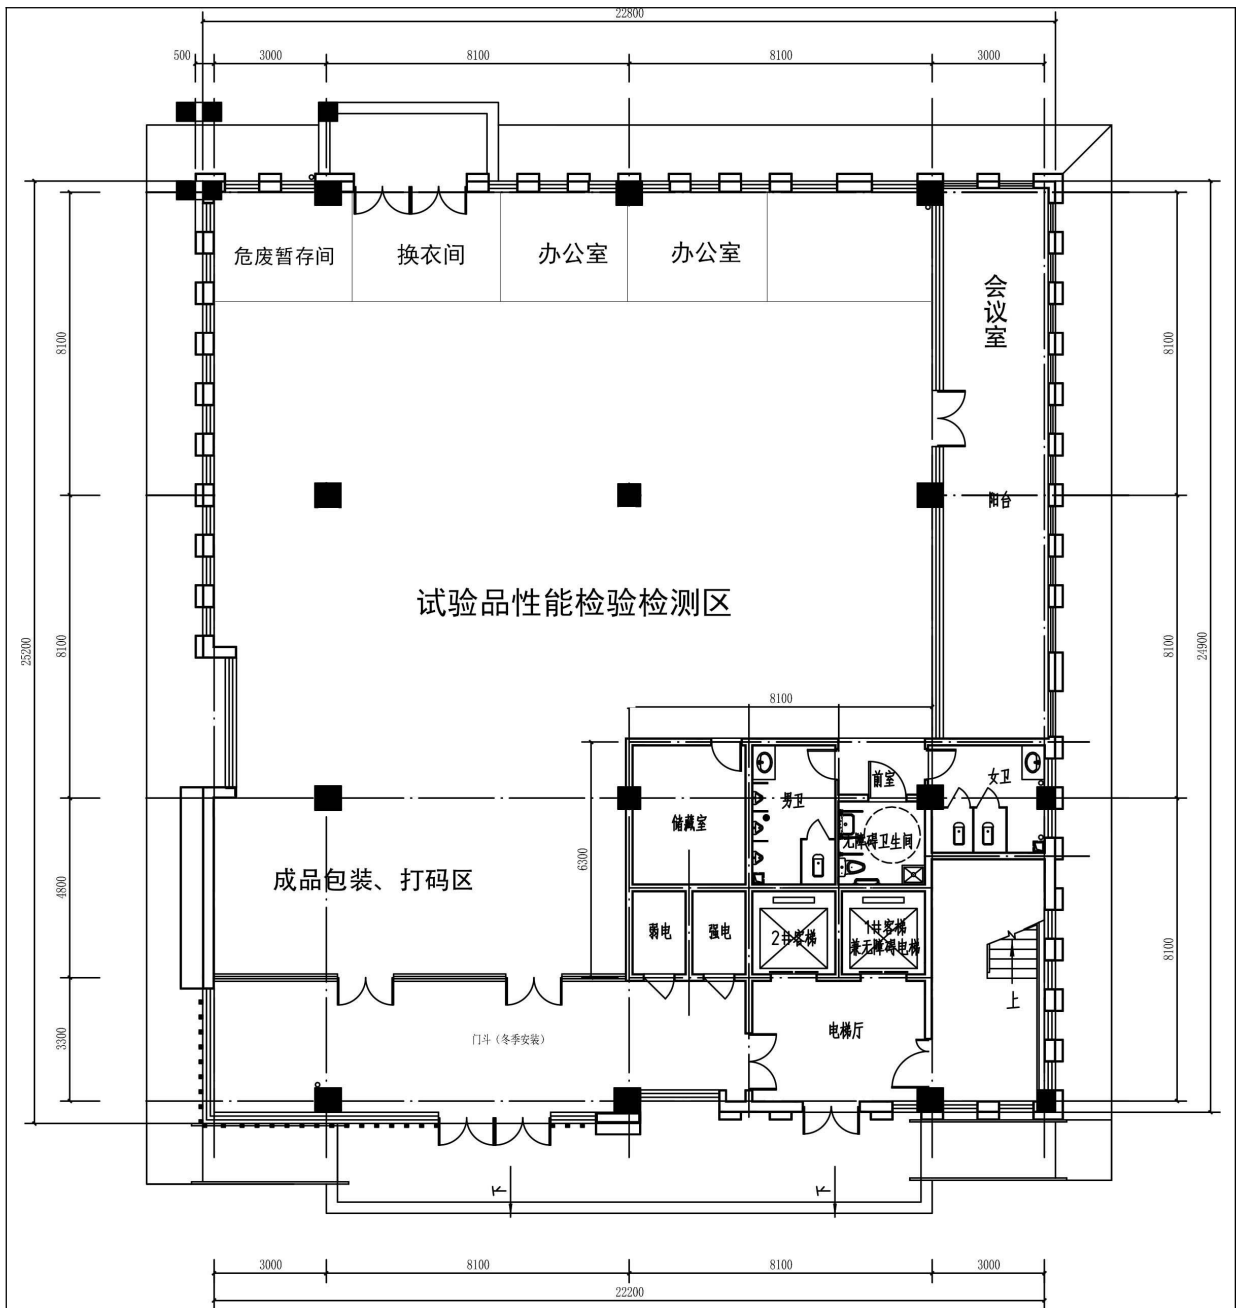 22800
500
3000
8100
8100
3000
危废暂存间
换衣间
办公室
办公室
会
议
室
8100
8100
阳台
试验品性能检验检测区
25200
8100
8100
24900
8100
前室
女卫
男卫
储藏室
无障碍卫生间
6300
4800
成品包装、打码区
8100
弱电
强电
2#客梯
1#客梯
兼无障碍电梯
上
3300
门斗（冬季安装）
电梯厅
下
下
3000
8100
8100
3000
22200